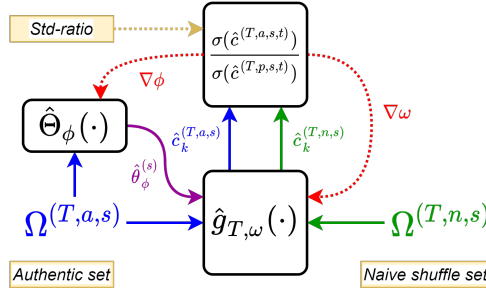 Std-ratio
σ(ĉ^(T,a,s,t))
σ(ĉ^(T,p,s,t))
∇ϕ
∇ω
Θ̂_ϕ(·)
ĉ_k^(T,a,s)
ĉ_k^(T,n,s)
θ̂_ϕ^(s)
Ω^(T,a,s)
ĝ_T,ω(·)
Ω^(T,n,s)
Authentic set
Naive shuffle set